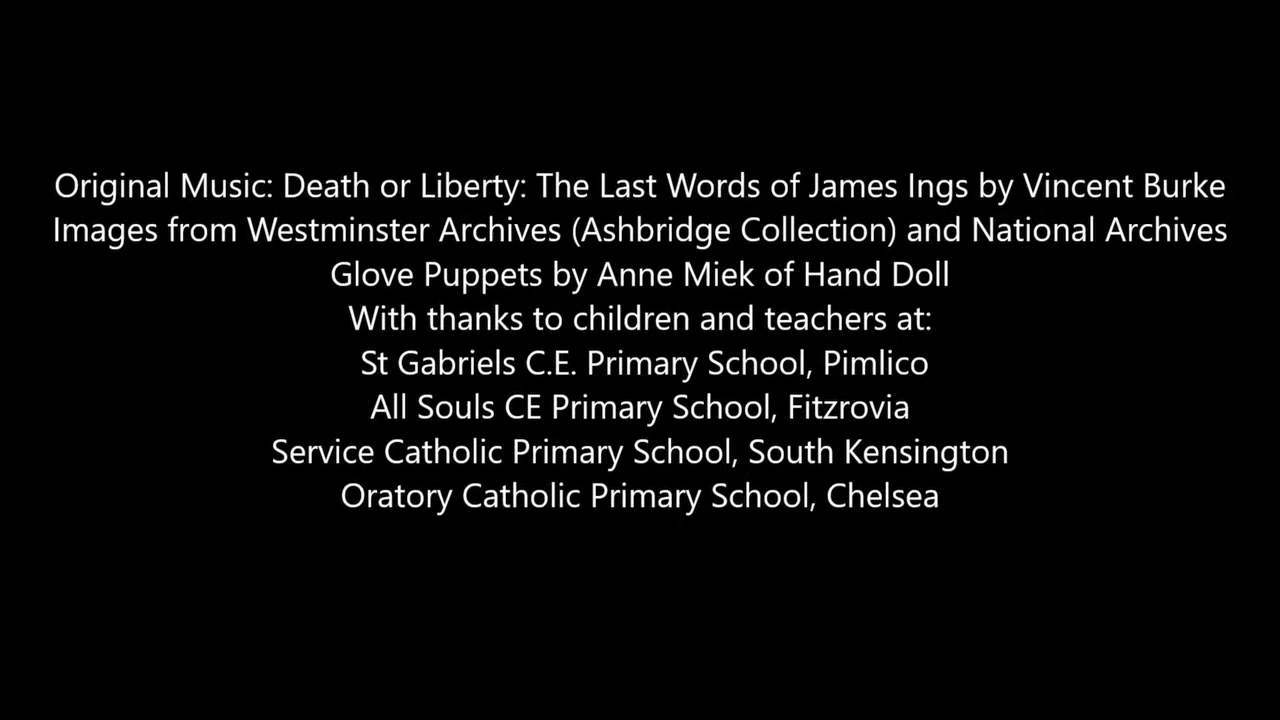 Original Music: Death or Liberty: The Last Words of James Ings by Vincent Burke
Images from Westminster Archives (Ashbridge Collection) and National Archives
Glove Puppets by Anne Miek of Hand Doll
With thanks to children and teachers at:
St Gabriels C.E. Primary School, Pimlico
All Souls CE Primary School, Fitzrovia
Service Catholic Primary School, South Kensington
Oratory Catholic Primary School, Chelsea